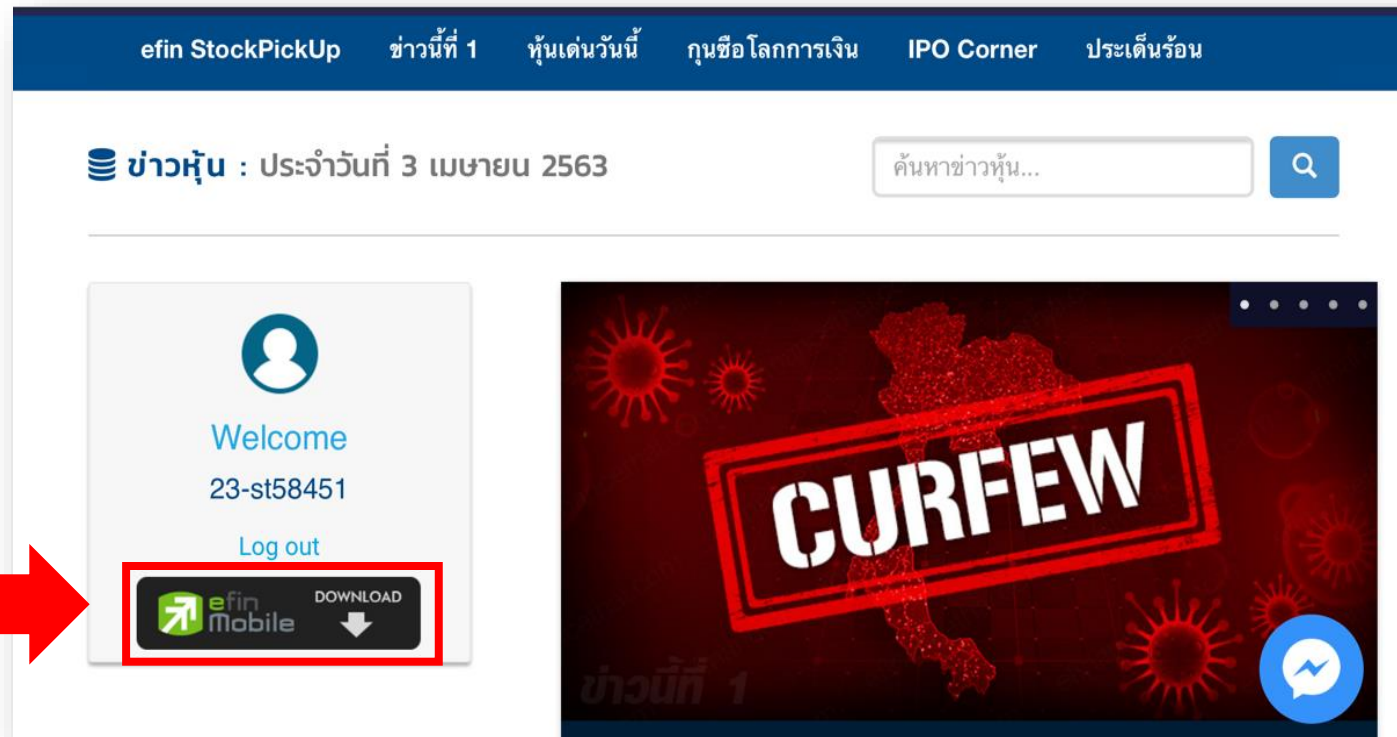 efin StockPickUp ข่าวนี้ที่ 1 หุ้นเด่นวันนี้ กุนซือโลกการเงิน IPO Corner ประเด็นร้อน
ข่าวหุ้น : ประจำวันที่ 3 เมษายน 2563
ค้นหาข่าวหุ้น...
Welcome
23-st58451
Log out
efin Mobile
DOWNLOAD
CURFEW
ข่าวนี้ที่ 1